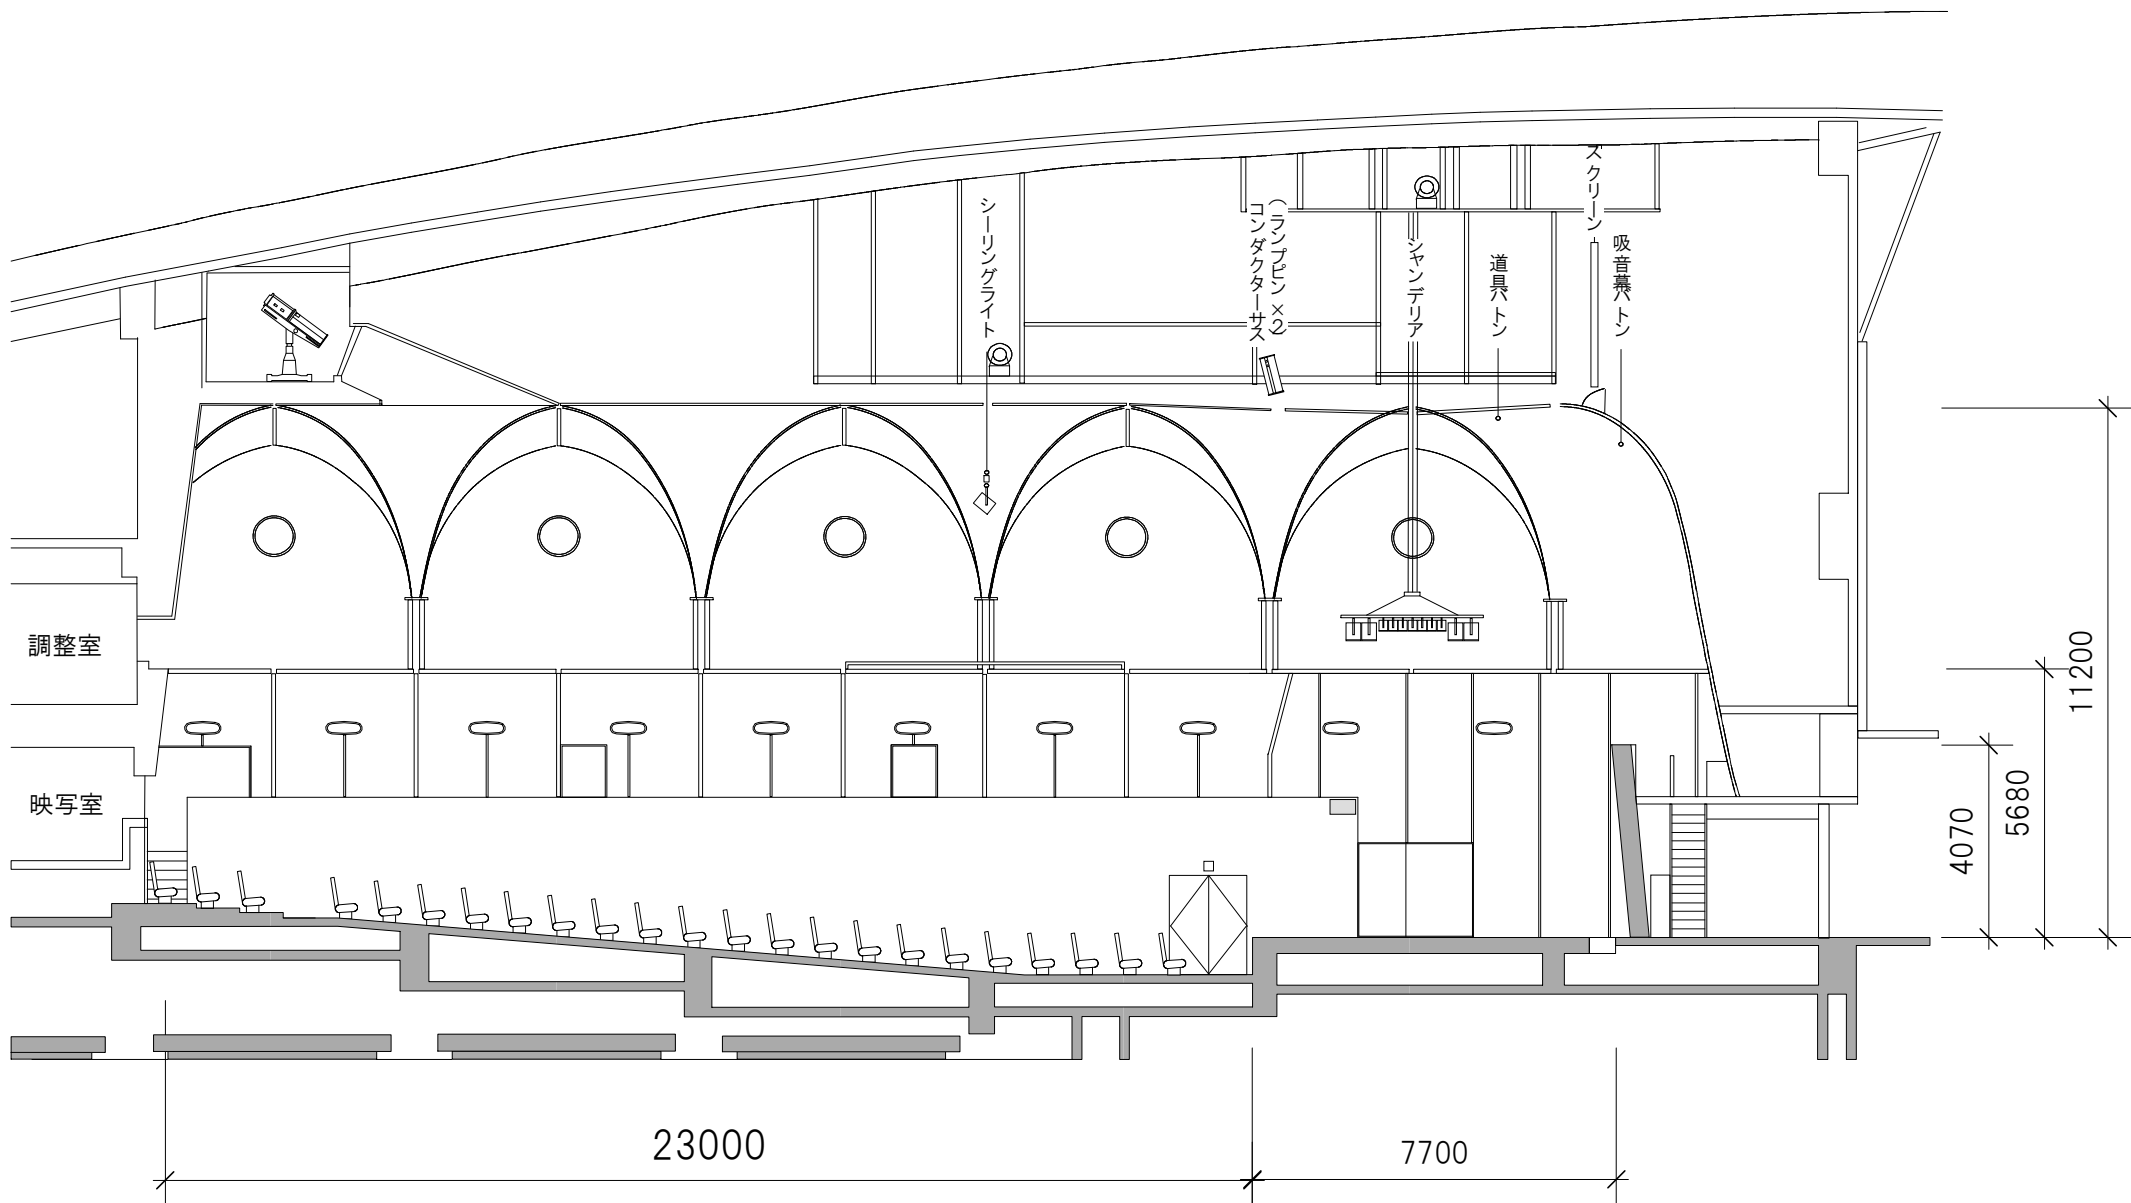 スクリーン
シーリングライト
(ランプピン×2)
コンダクターサス
シャンデリア
道具バトン
吸音幕バトン
調整室
映写室
11200
5680
4070
23000
7700